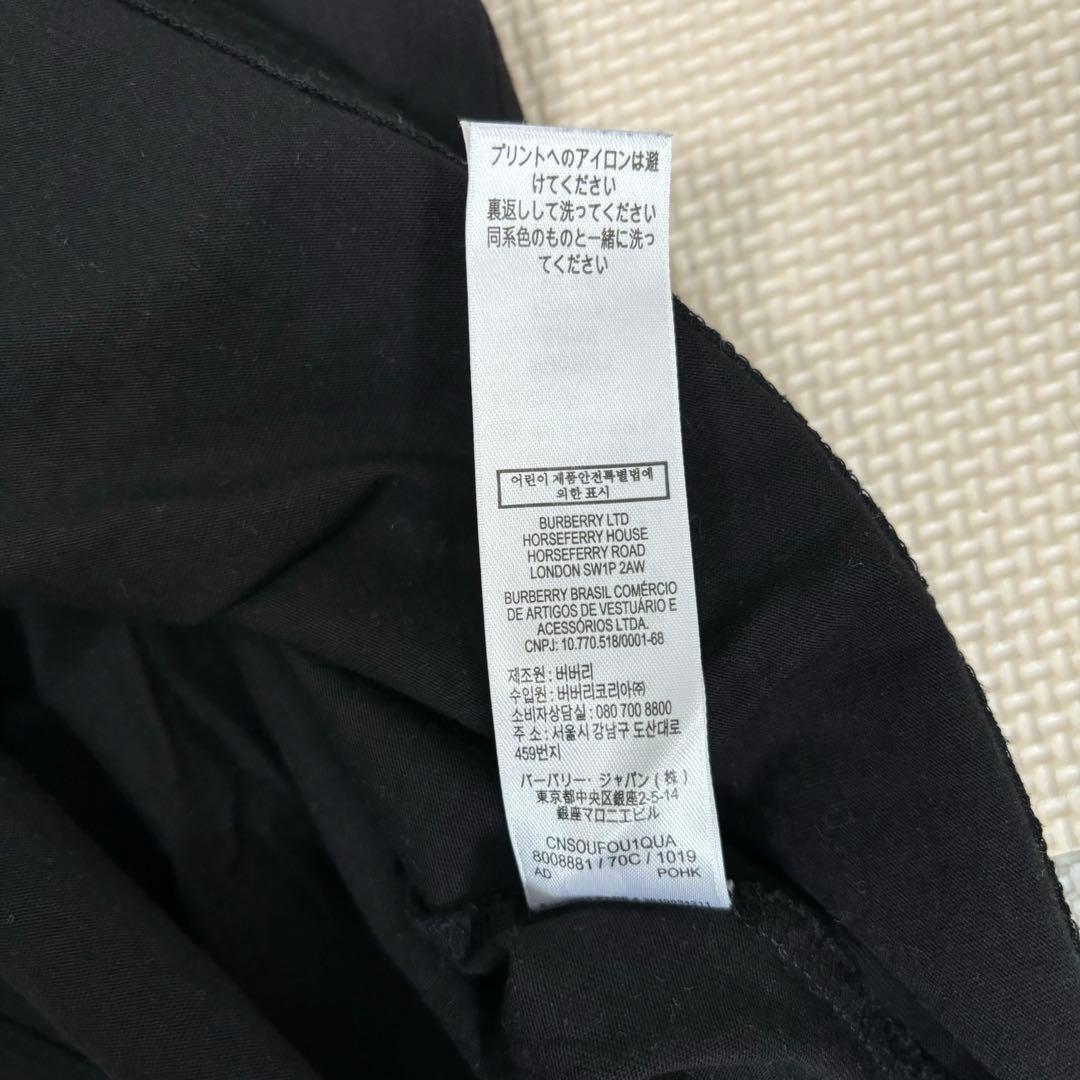 プリントへのアイロンは避
けてください
裏返しして洗ってください
同系色のものと一緒に洗っ
てください
어린이 제품안전특별법에
의한 표시
BURBERRY LTD
HORSEFERRY HOUSE
HORSEFERRY ROAD
LONDON SW1P 2AW
BURBERRY BRASIL COMÉRCIO
DE ARTIGOS DE VESTUÁRIO E
ACESSÓRIOS LTDA.
CNPJ: 10.770.518/0001-68
제조원 : 버버리
수입원 : 버버리코리아㈜
소비자상담실 : 080 700 8800
주 소 : 서울시 강남구 도산대로
459번지
バーバリー・ジャパン ( 株 )
東京都中央区銀座2-5-14
銀座マロニエビル
CNSOUFOU1QUA
8008881 / 70C / 1019
AD POHK